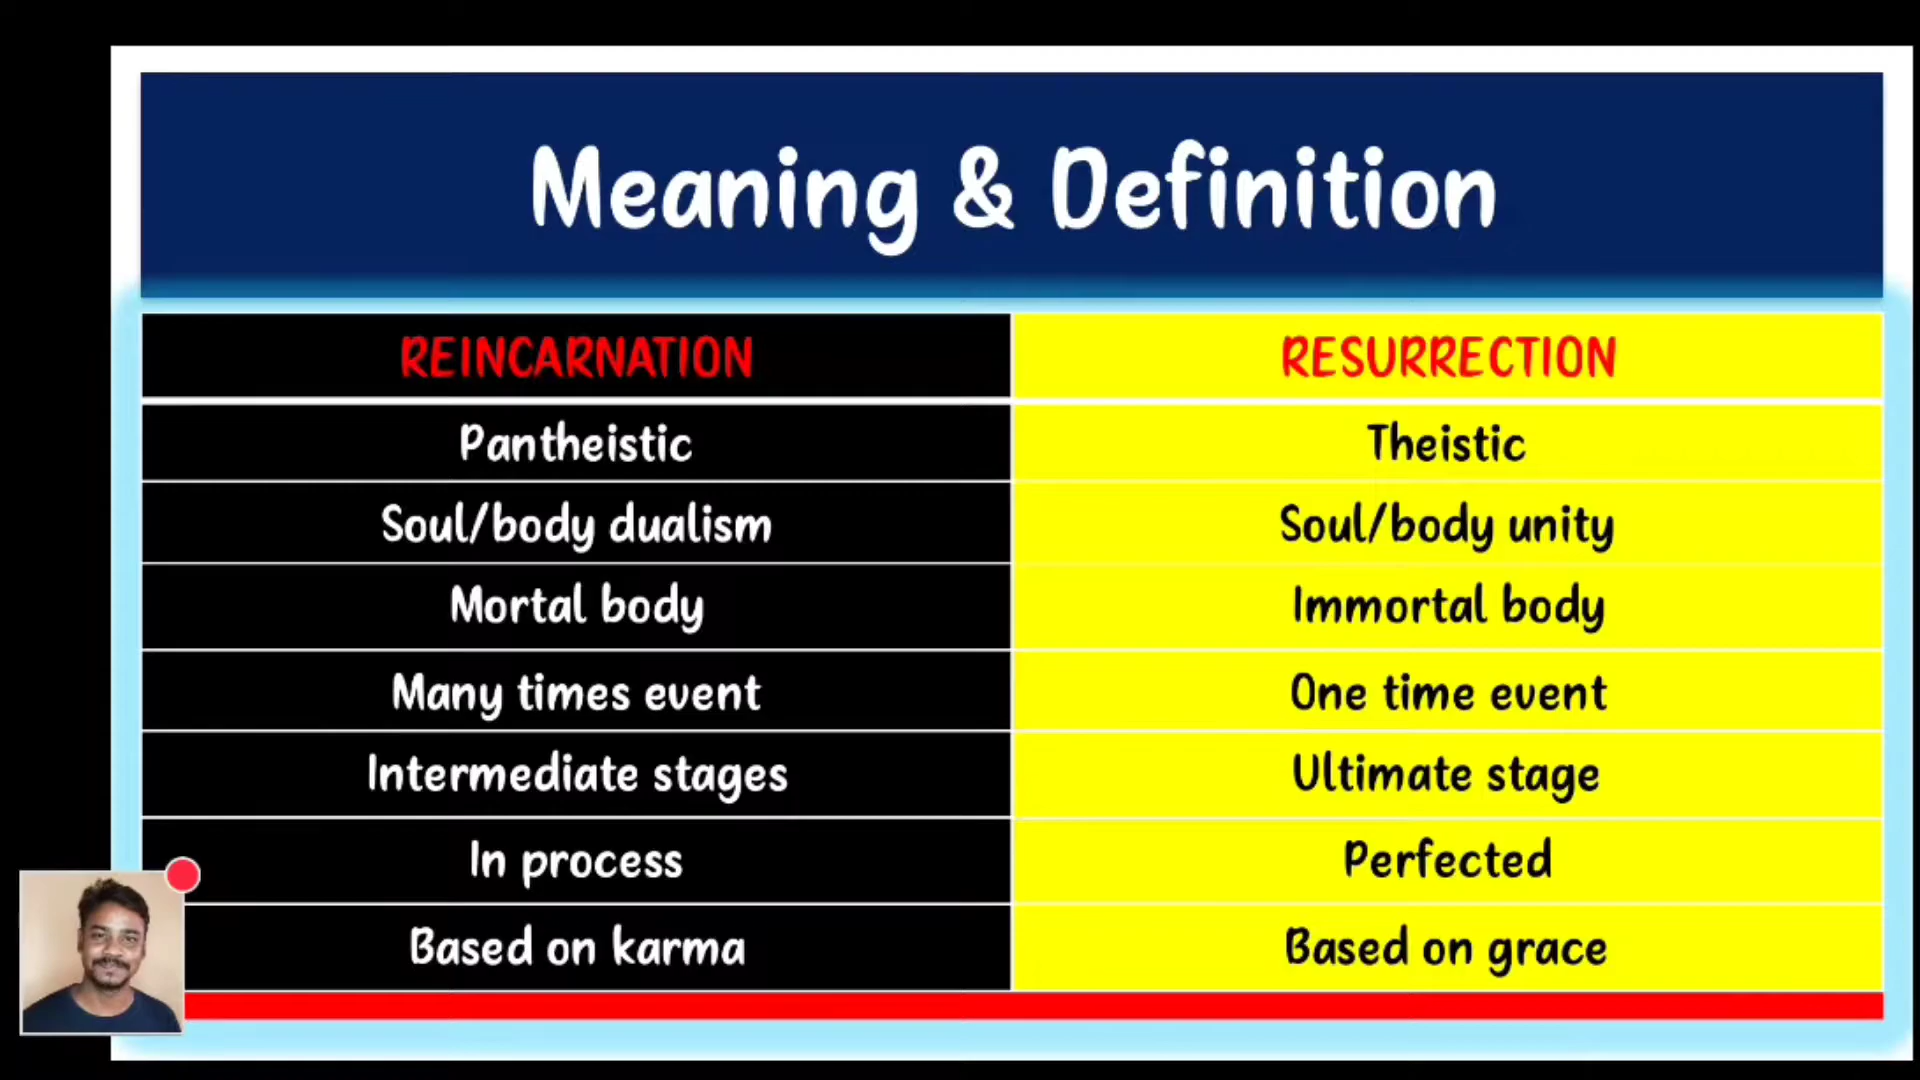 Meaning & Definition
REINCARNATION RESURRECTION
Pantheistic Theistic
Soul/body dualism Soul/body unity
Mortal body Immortal body
Many times event One time event
Intermediate stages Ultimate stage
In process Perfected
Based on karma Based on grace